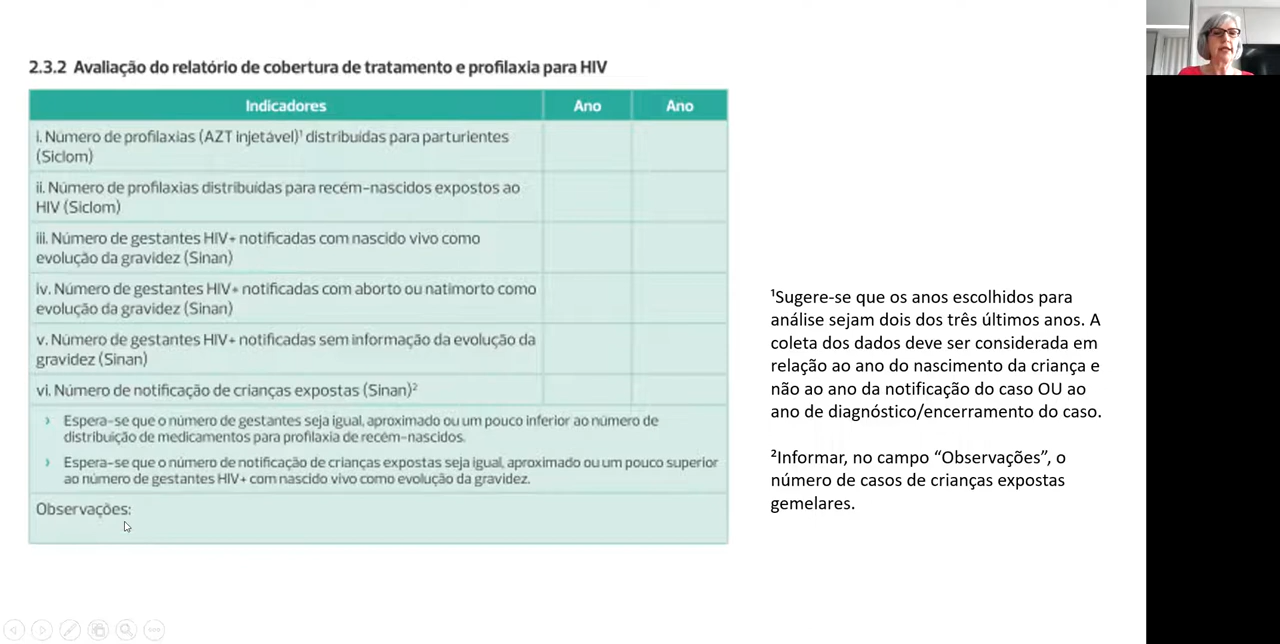 2.3.2 Avaliação do relatório de cobertura de tratamento e profilaxia para HIV
Indicadores Ano Ano
i. Número de profilaxias (AZT injetável)¹ distribuídas para parturientes
(Siclom)
ii. Número de profilaxias distribuídas para recém-nascidos expostos ao
HIV (Siclom)
iii. Número de gestantes HIV+ notificadas com nascido vivo como
evolução da gravidez (Sinan)
iv. Número de gestantes HIV+ notificadas com aborto ou natimorto como
evolução da gravidez (Sinan)
v. Número de gestantes HIV+ notificadas sem informação da evolução da
gravidez (Sinan)
vi. Número de notificação de crianças expostas (Sinan)²
› Espera-se que o número de gestantes seja igual, aproximado ou um pouco inferior ao número de
distribuição de medicamentos para profilaxia de recém-nascidos.
› Espera-se que o número de notificação de crianças expostas seja igual, aproximado ou um pouco superior
ao número de gestantes HIV+ com nascido vivo como evolução da gravidez.
Observações:
¹Sugere-se que os anos escolhidos para
análise sejam dois dos três últimos anos. A
coleta dos dados deve ser considerada em
relação ao ano do nascimento da criança e
não ao ano da notificação do caso OU ao
ano de diagnóstico/encerramento do caso.
²Informar, no campo “Observações”, o
número de casos de crianças expostas
gemelares.